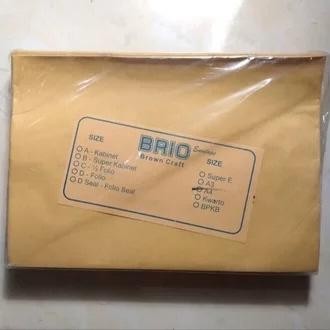 BRIO Envelope
Brown Craft
SIZE
A - Kabinet
B - Super Kabinet
C - ½ Folio
D - Folio
D Seal - Folio Seal
SIZE
Super E
A3
A4
Kwarto
BPKB